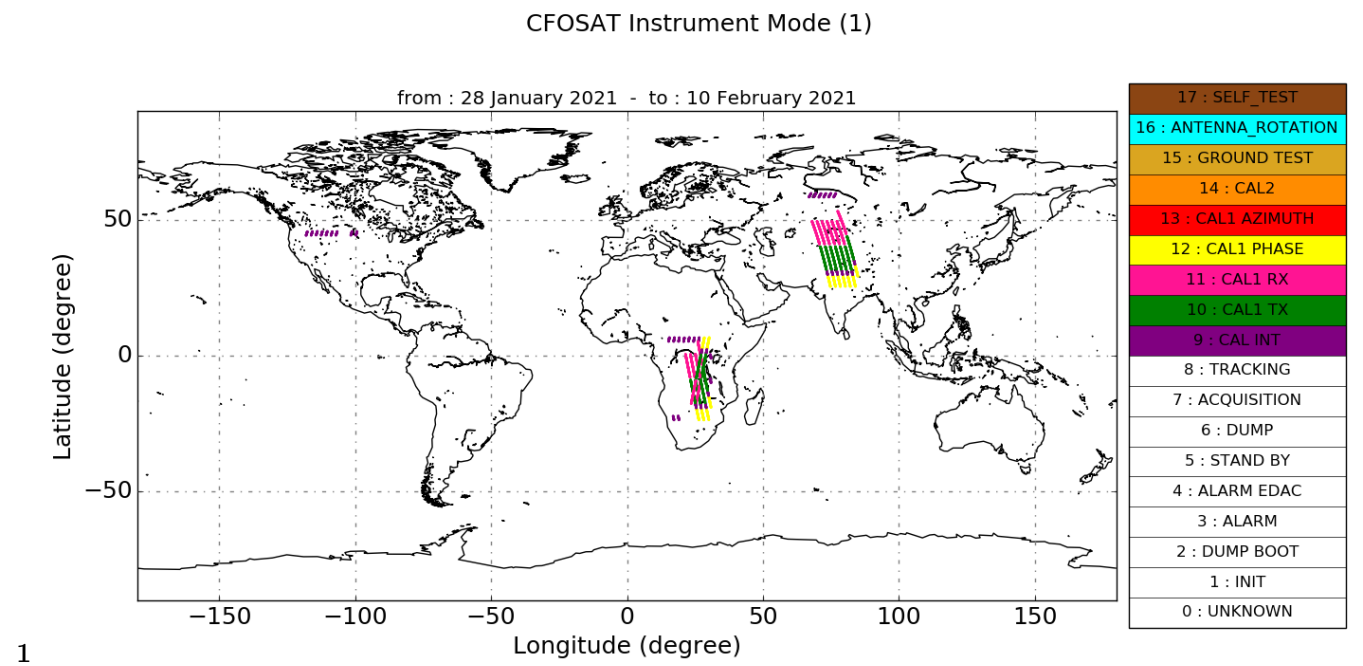 CFOSAT Instrument Mode (1)
from : 28 January 2021 - to : 10 February 2021
17 : SELF_TEST
16 : ANTENNA_ROTATION
15 : GROUND TEST
14 : CAL2
13 : CAL1 AZIMUTH
12 : CAL1 PHASE
11 : CAL1 RX
10 : CAL1 TX
9 : CAL INT
8 : TRACKING
7 : ACQUISITION
6 : DUMP
5 : STAND BY
4 : ALARM EDAC
3 : ALARM
2 : DUMP BOOT
1 : INIT
0 : UNKNOWN
Latitude (degree)
50
0
−50
−150 −100 −50 0 50 100 150
Longitude (degree)
1